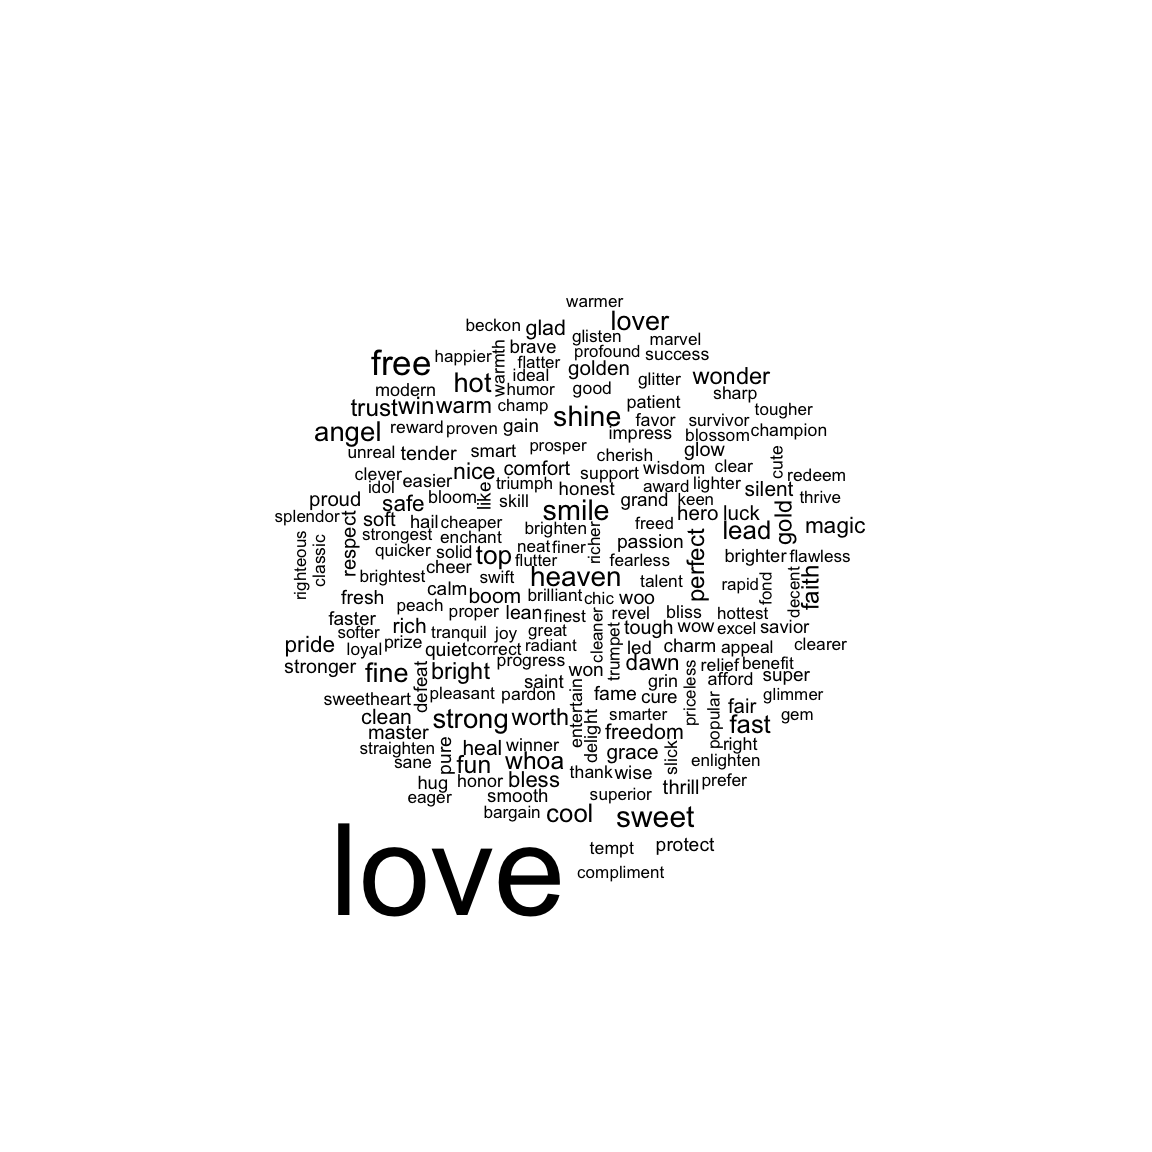 warmer
beckon glad lover
glisten marvel
free happier warmth brave profound success
flatter golden
modern hot ideal humor good glitter wonder
sharp
trust win warm champ patient
angel reward proven gain shine favor survivor tougher
impress blossom champion
unreal tender smart prosper cherish glow
clever easier nice comfort support wisdom clear cute redeem
idol triumph honest award lighter silent
proud safe bloom like skill grand keen thrive
splendor soft hail cheaper smile freed hero luck gold magic
respect strongest enchant brighten richer passion lead
righteous classic quicker solid top neat finer fearless perfect brighter flawless
cheer flutter
brightest swift heaven talent rapid fond decent faith
fresh calm boom brilliant chic woo
peach proper lean finest revel bliss hottest
faster rich tranquil joy great cleaner trumpet tough wow excel savior
softer
pride loyal prize quiet correct radiant led charm appeal clearer
stronger fine defeat bright progress won dawn relief benefit
saint grin priceless afford super
sweetheart pleasant pardon entertain fame cure popular glimmer
clean strong worth delight smarter fair gem
master freedom fast
straighten pure heal winner grace slick right
sane fun whoa enlighten
hug honor bless thank wise thrill prefer
eager smooth superior
bargain cool sweet
tempt protect
love compliment